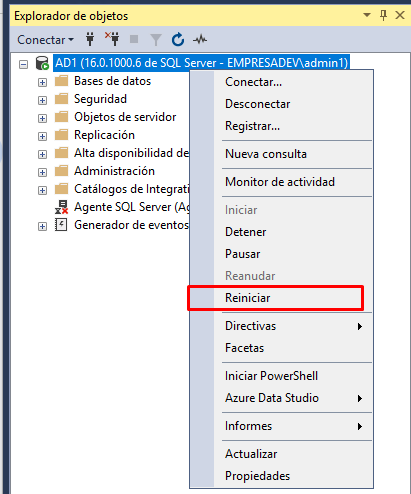 Explorador de objetos
Conectar
AD1 (16.0.1000.6 de SQL Server - EMPRESADEV\admin1)
Bases de datos
Seguridad
Objetos de servidor
Replicación
Alta disponibilidad de
Administración
Catálogos de Integrati
Agente SQL Server (Ag
Generador de eventos
Conectar...
Desconectar
Registrar...
Nueva consulta
Monitor de actividad
Iniciar
Detener
Pausar
Reanudar
Reiniciar
Directivas
Facetas
Iniciar PowerShell
Azure Data Studio
Informes
Actualizar
Propiedades